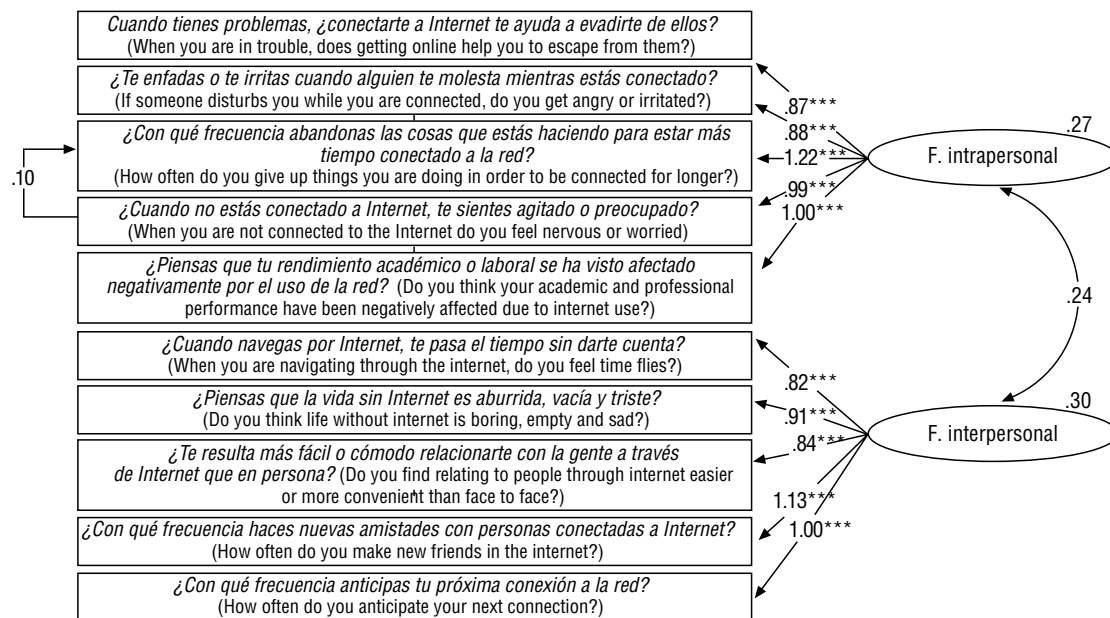 Cuando tienes problemas, ¿conectarte a Internet te ayuda a evadirte de ellos?
(When you are in trouble, does getting online help you to escape from them?)
¿Te enfadas o te irritas cuando alguien te molesta mientras estás conectado?
(If someone disturbs you while you are connected, do you get angry or irritated?)
¿Con qué frecuencia abandonas las cosas que estás haciendo para estar más
tiempo conectado a la red?
(How often do you give up things you are doing in order to be connected for longer?)
¿Cuando no estás conectado a Internet, te sientes agitado o preocupado?
(When you are not connected to the Internet do you feel nervous or worried)
¿Piensas que tu rendimiento académico o laboral se ha visto afectado
negativamente por el uso de la red? (Do you think your academic and professional
performance have been negatively affected due to internet use?)
¿Cuando navegas por Internet, te pasa el tiempo sin darte cuenta?
(When you are navigating through the internet, do you feel time flies?)
¿Piensas que la vida sin Internet es aburrida, vacía y triste?
(Do you think life without internet is boring, empty and sad?)
¿Te resulta más fácil o cómodo relacionarte con la gente a través
de Internet que en persona? (Do you find relating to people through internet easier
or more convenient than face to face?)
¿Con qué frecuencia haces nuevas amistades con personas conectadas a Internet?
(How often do you make new friends in the internet?)
¿Con qué frecuencia anticipas tu próxima conexión a la red?
(How often do you anticipate your next connection?)
.10
.87***
.88***
1.22***
.99***
1.00***
.82***
.91***
.84***
1.13***
1.00***
.27
F. intrapersonal
.24
.30
F. interpersonal